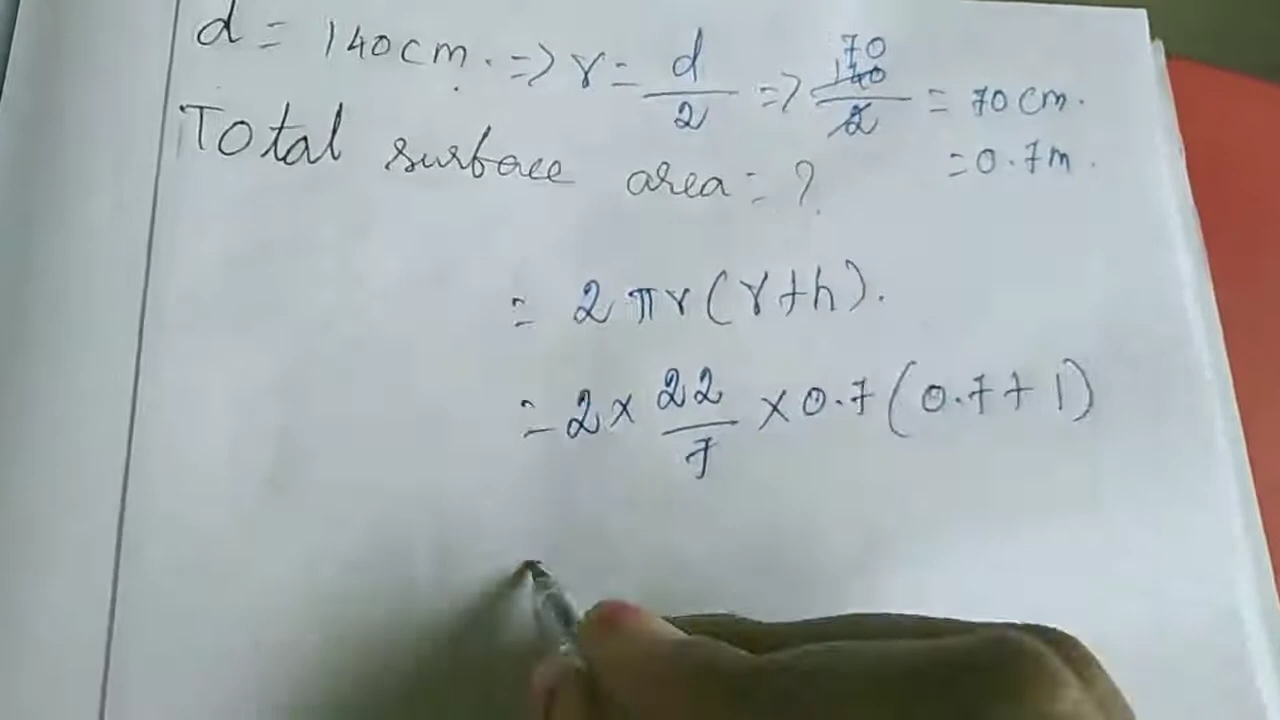 d = 140cm. => r = d/2 => 140/2 70 = 70cm.
= 0.7m.
Total surface area = ?
= 2πr(r+h).
= 2 × 22/7 × 0.7 (0.7+1)